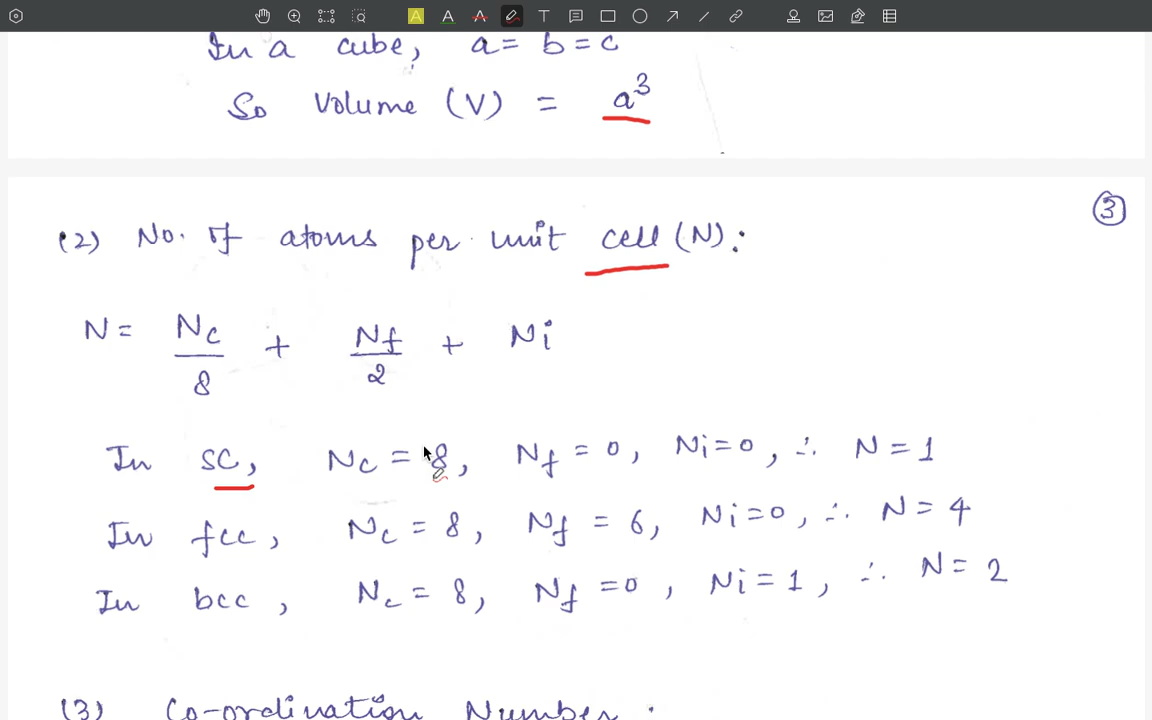 In a cube, a = b = c
So Volume (V) = a³
③
(2) No. of atoms per unit cell (N):
N = Nc/8 + Nf/2 + Ni
In SC, Nc = 8, Nf = 0, Ni = 0, ∴ N = 1
In fcc, Nc = 8, Nf = 6, Ni = 0, ∴ N = 4
In bcc, Nc = 8, Nf = 0, Ni = 1, ∴ N = 2
(3) Co-ordination Number: